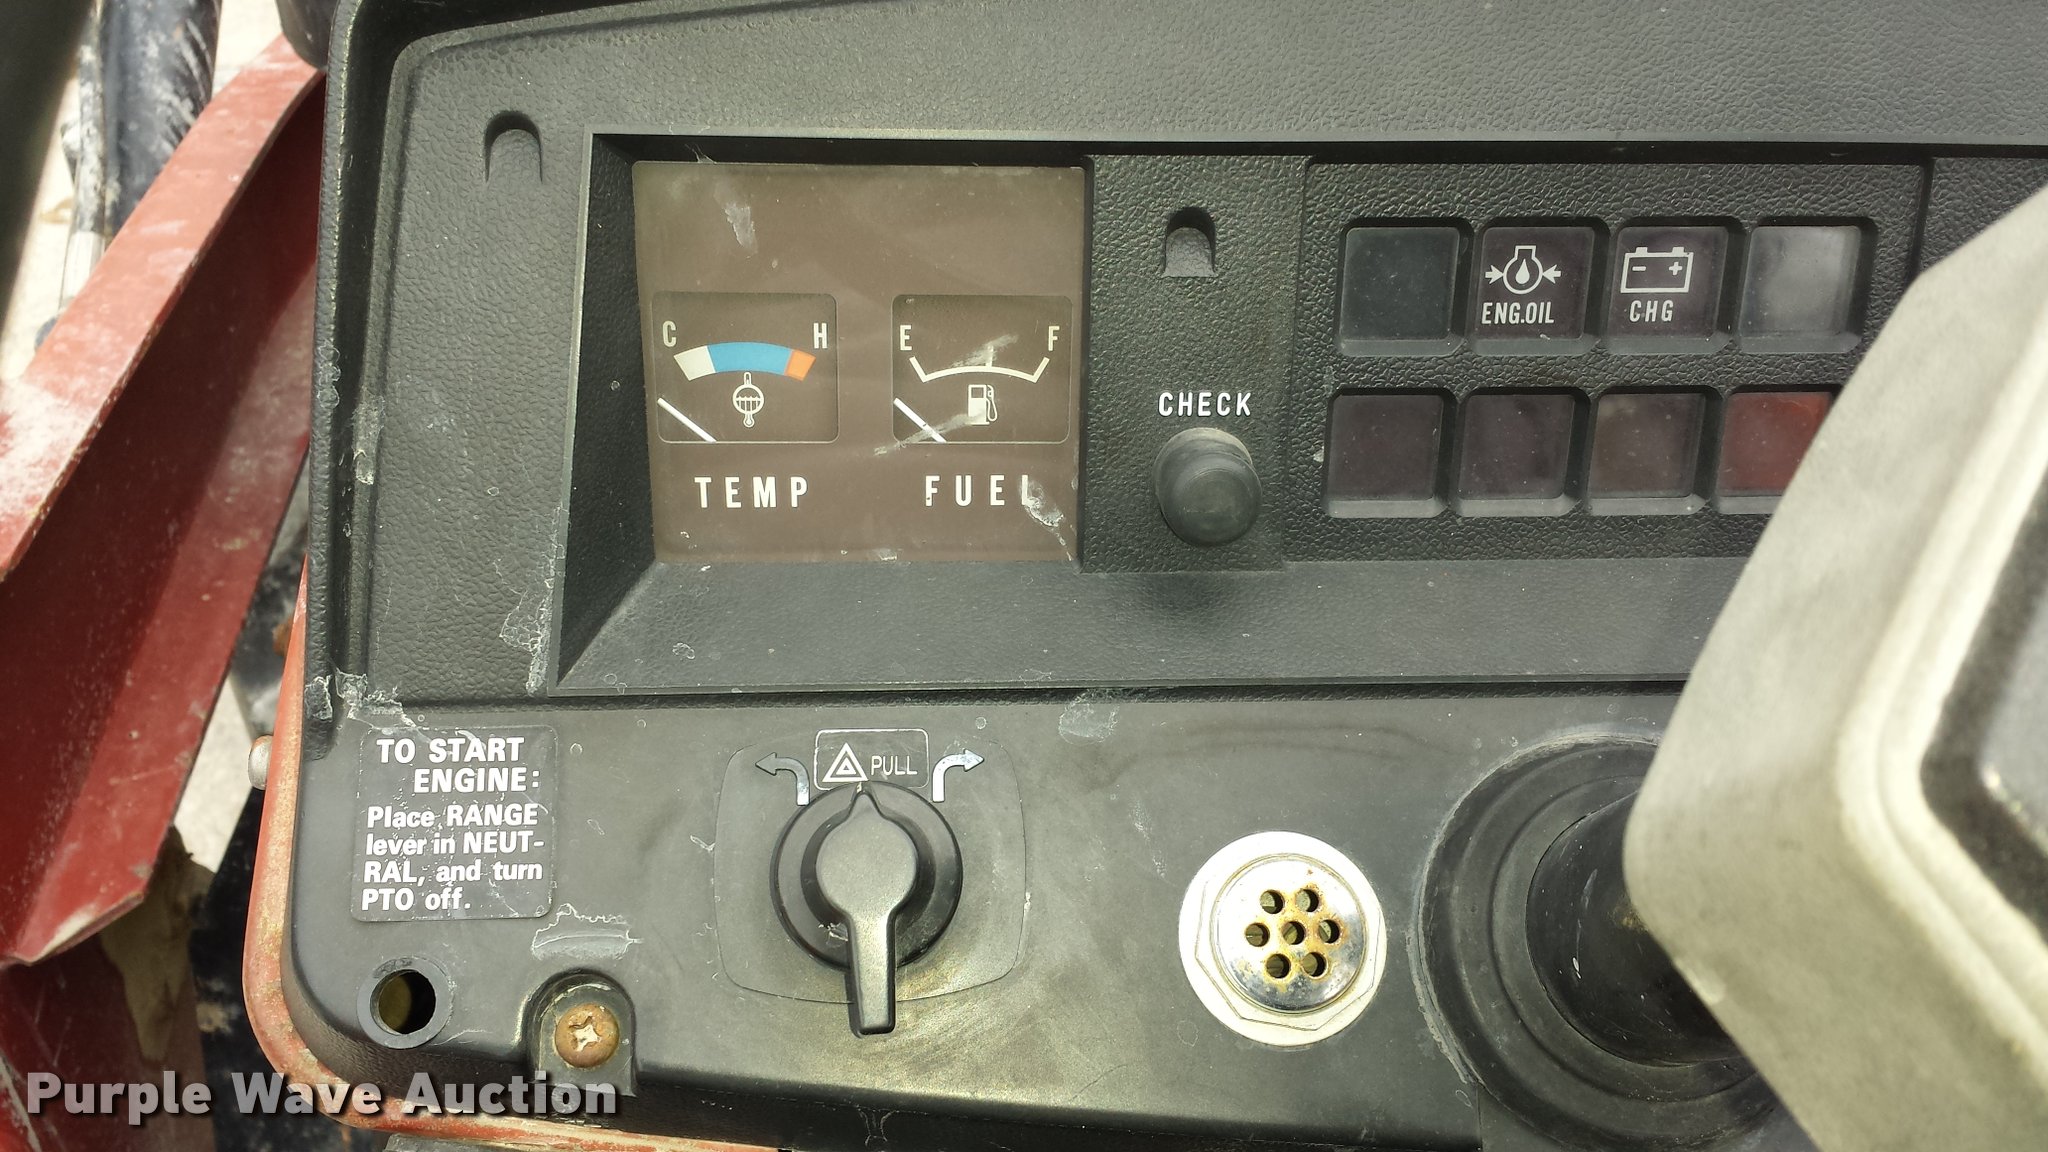 C H
TEMP
E F
FUEL
CHECK
ENG.OIL
- +
CHG
TO START
ENGINE:
Place RANGE
lever in NEUT-
RAL, and turn
PTO off.
PULL
Purple Wave Auction